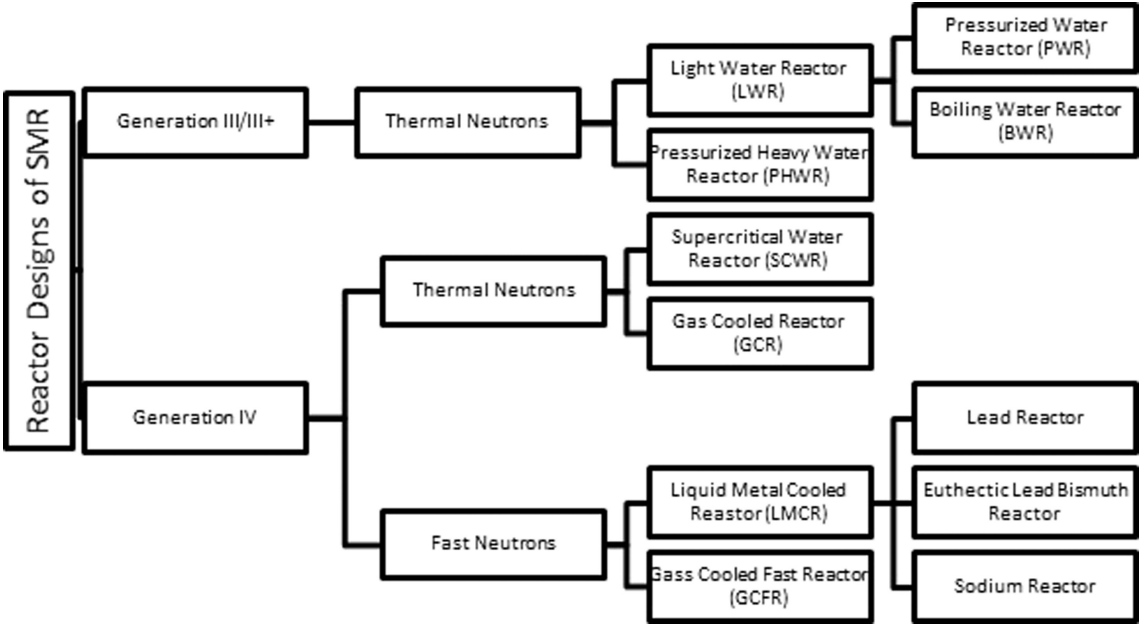 Reactor Designs of SMR
Generation III/III+
Thermal Neutrons
Light Water Reactor
(LWR)
Pressurized Water
Reactor (PWR)
Boiling Water Reactor
(BWR)
Pressurized Heavy Water
Reactor (PHWR)
Generation IV
Thermal Neutrons
Supercritical Water
Reactor (SCWR)
Gas Cooled Reactor
(GCR)
Fast Neutrons
Liquid Metal Cooled
Reastor (LMCR)
Lead Reactor
Euthectic Lead Bismuth
Reactor
Sodium Reactor
Gass Cooled Fast Reactor
(GCFR)